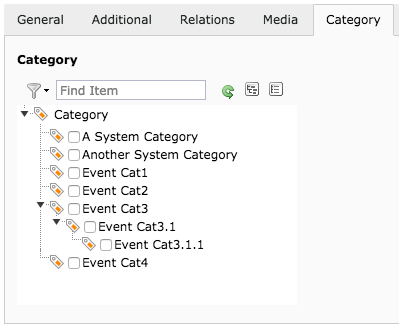 General Additional Relations Media Category
Category
Find Item
Category
A System Category
Another System Category
Event Cat1
Event Cat2
Event Cat3
Event Cat3.1
Event Cat3.1.1
Event Cat4